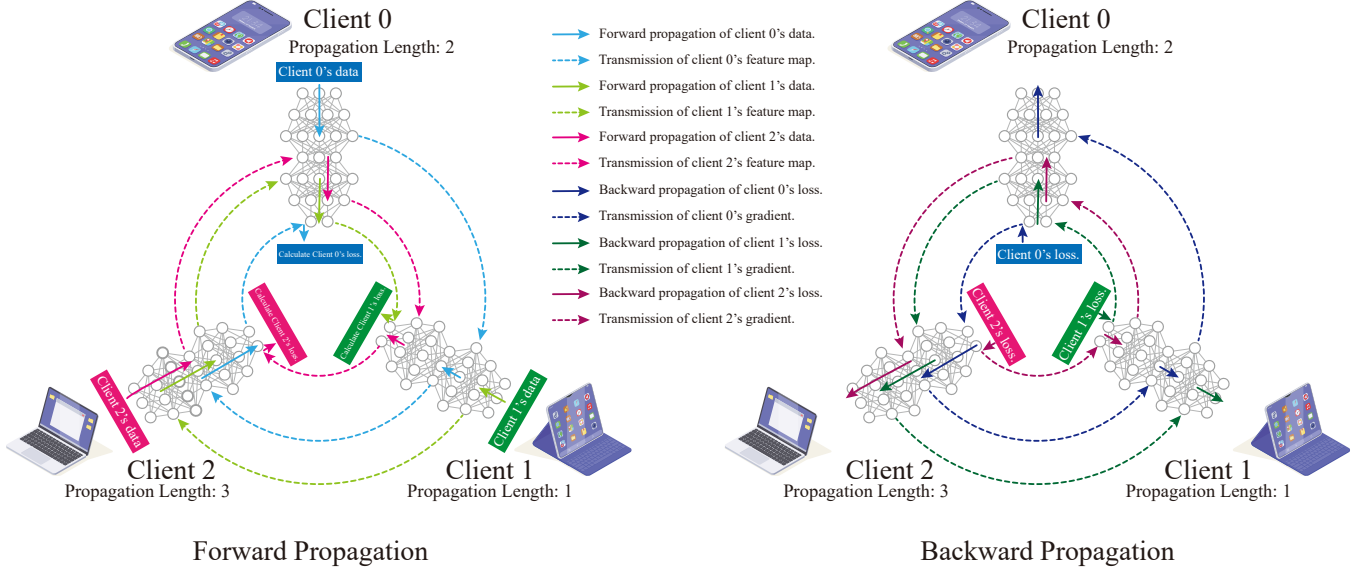 Client 0
Propagation Length: 2
Client 0's data
Calculate Client 0's loss.
Calculate Client 2's loss
Calculate Client 1's loss
Client 2's data
Client 1's data
Client 2
Propagation Length: 3
Client 1
Propagation Length: 1
Forward Propagation
Forward propagation of client 0's data.
Transmission of client 0's feature map.
Forward propagation of client 1's data.
Transmission of client 1's feature map.
Forward propagation of client 2's data.
Transmission of client 2's feature map.
Backward propagation of client 0's loss.
Transmission of client 0's gradient.
Backward propagation of client 1's loss.
Transmission of client 1's gradient.
Backward propagation of client 2's loss.
Transmission of client 2's gradient.
Client 0
Propagation Length: 2
Client 0's loss.
Client 2's loss.
Client 1's loss.
Client 2
Propagation Length: 3
Client 1
Propagation Length: 1
Backward Propagation